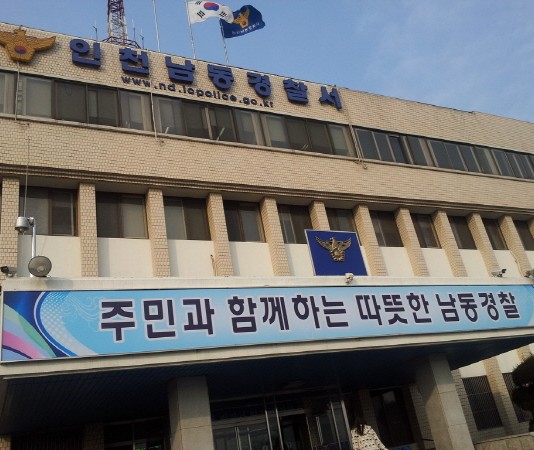 인천남동경찰서
www.nd.icpolice.go.kr
주민과 함께하는 따뜻한 남동경찰